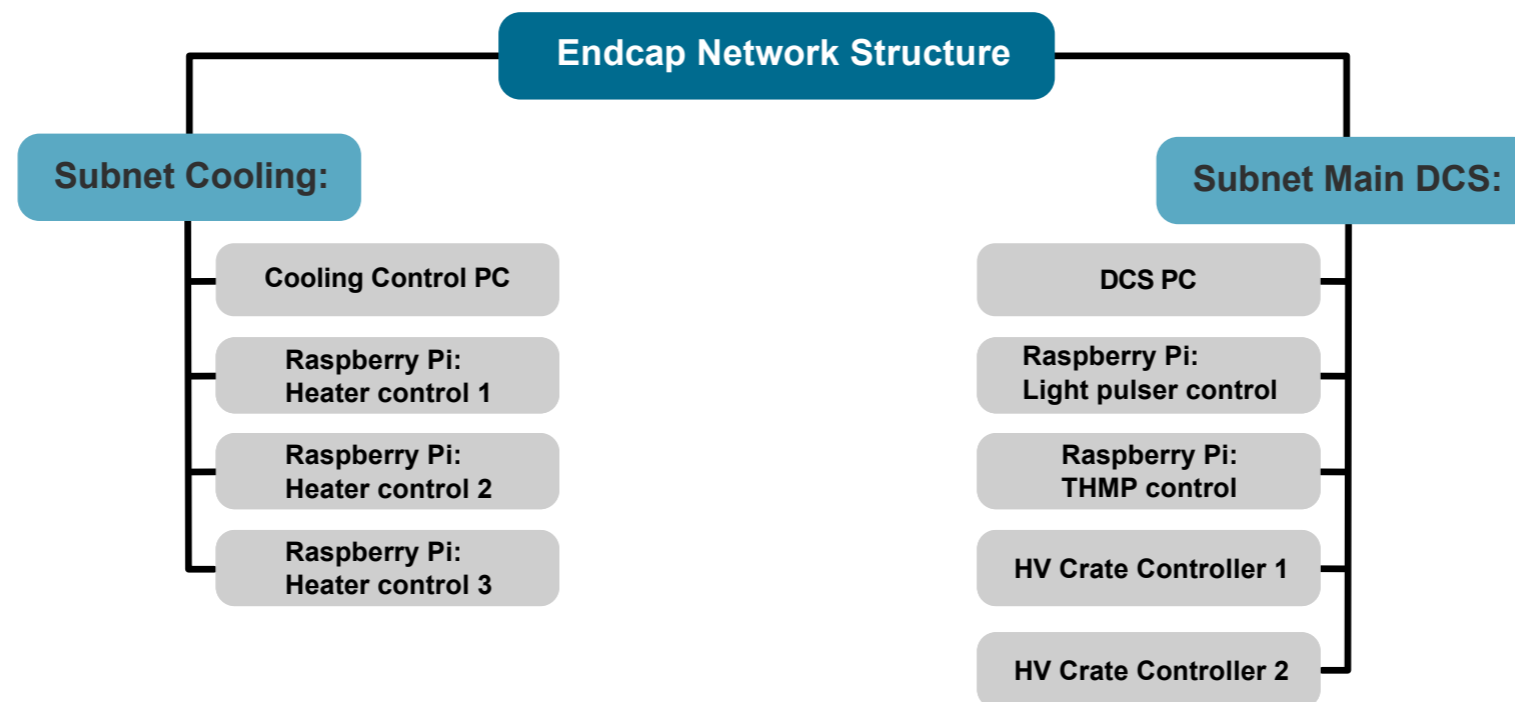 Endcap Network Structure
Subnet Cooling:
Cooling Control PC
Raspberry Pi:
Heater control 1
Raspberry Pi:
Heater control 2
Raspberry Pi:
Heater control 3
Subnet Main DCS:
DCS PC
Raspberry Pi:
Light pulser control
Raspberry Pi:
THMP control
HV Crate Controller 1
HV Crate Controller 2